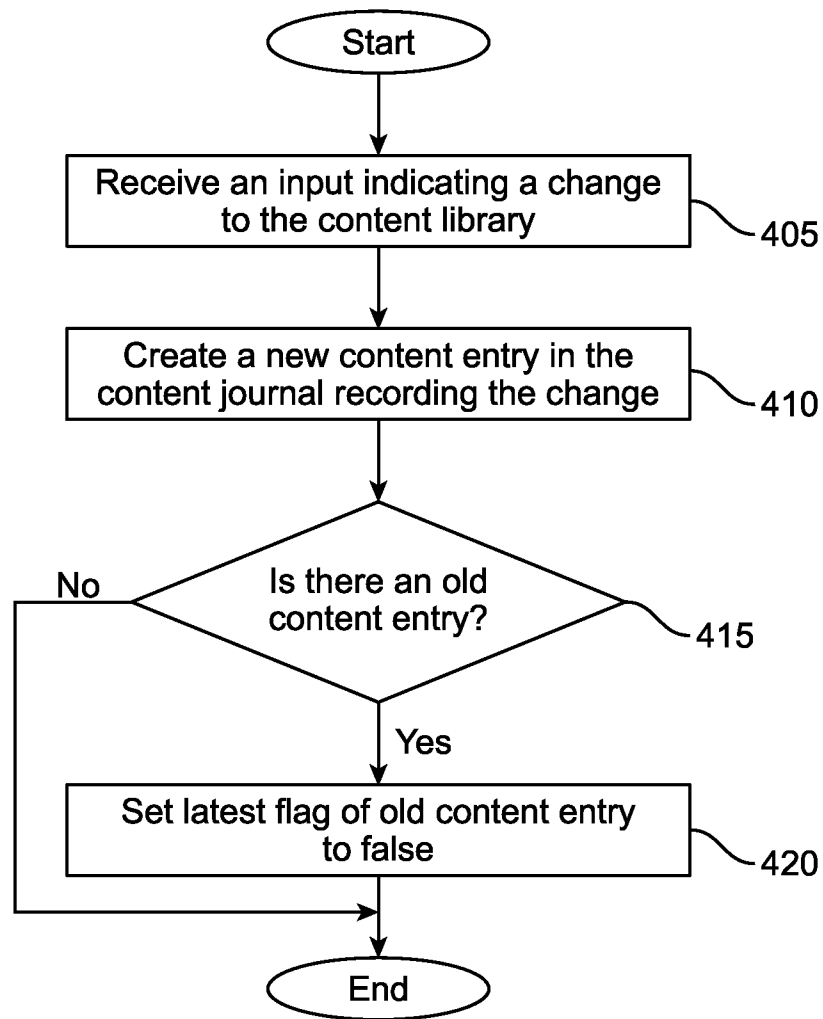 Start
Receive an input indicating a change
to the content library
405
Create a new content entry in the
content journal recording the change
410
No
Is there an old
content entry?
415
Yes
Set latest flag of old content entry
to false
420
End